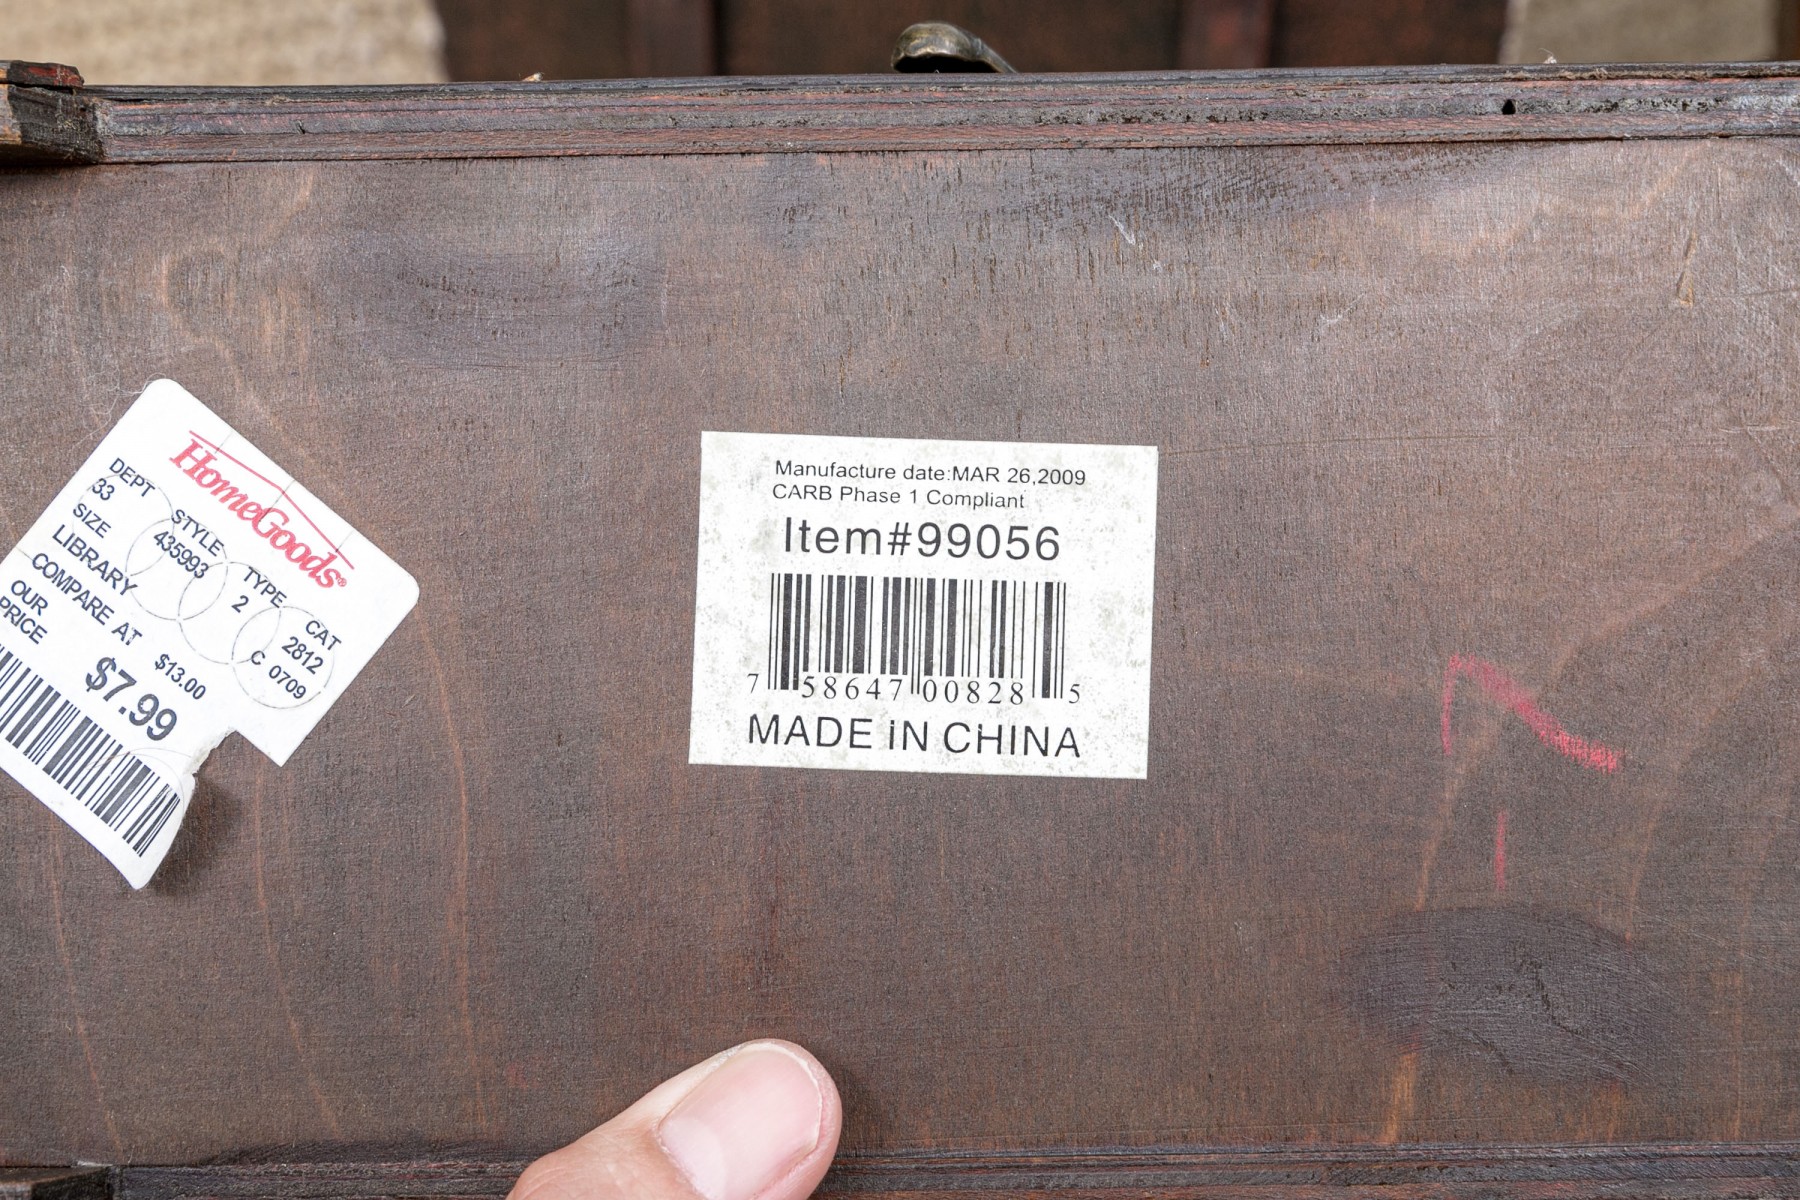 HomeGoods®
DEPT STYLE TYPE CAT
33 435993 2 2812
SIZE C 0709
LIBRARY
COMPARE AT $13.00
OUR
PRICE $7.99
Manufacture date:MAR 26,2009
CARB Phase 1 Compliant
Item#99056
7 58647 00828 5
MADE iN CHINA